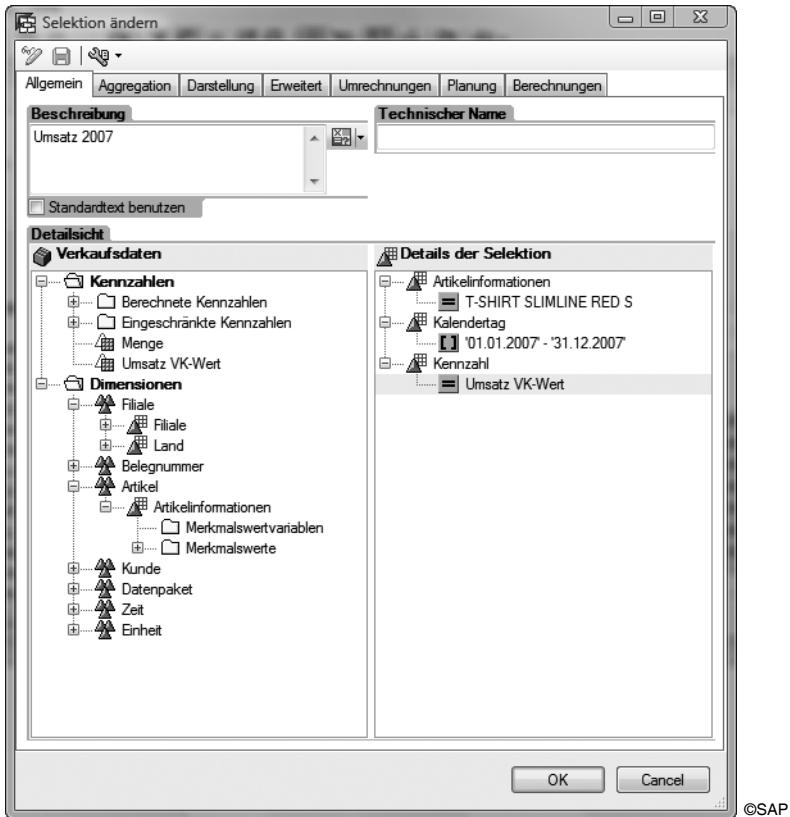 Selektion ändern
Allgemein Aggregation Darstellung Erweitert Umrechnungen Planung Berechnungen
Beschreibung
Umsatz 2007
Technischer Name
Standardtext benutzen
Detailsicht
Verkaufsdaten
Kennzahlen
Berechnete Kennzahlen
Eingeschränkte Kennzahlen
Menge
Umsatz VK-Wert
Dimensionen
Filiale
Filiale
Land
Belegnummer
Artikel
Artikelinformationen
Merkmalswertvariablen
Merkmalswerte
Kunde
Datenpaket
Zeit
Einheit
Details der Selektion
Artikelinformationen
T-SHIRT SLIMLINE RED S
Kalendertag
'01.01.2007' - '31.12.2007'
Kennzahl
Umsatz VK-Wert
OK Cancel
©SAP